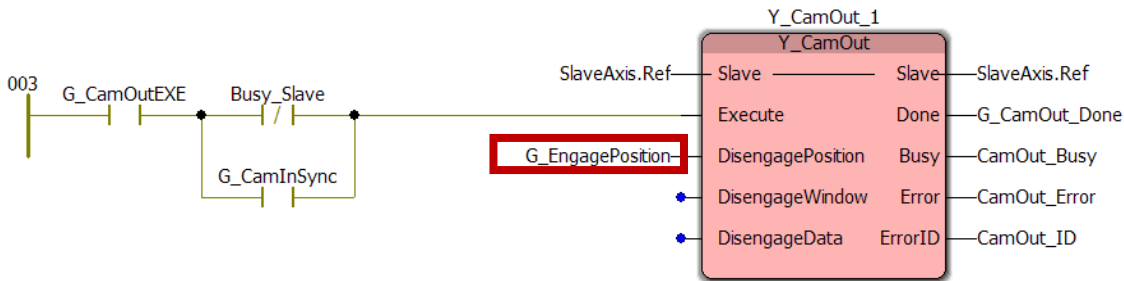 Y_CamOut_1
Y_CamOut
003
G_CamOutEXE
Busy_Slave
G_CamInSync
SlaveAxis.Ref
Slave
Slave
SlaveAxis.Ref
Execute
Done
G_CamOut_Done
G_EngagePosition
DisengagePosition
Busy
CamOut_Busy
DisengageWindow
Error
CamOut_Error
DisengageData
ErrorID
CamOut_ID